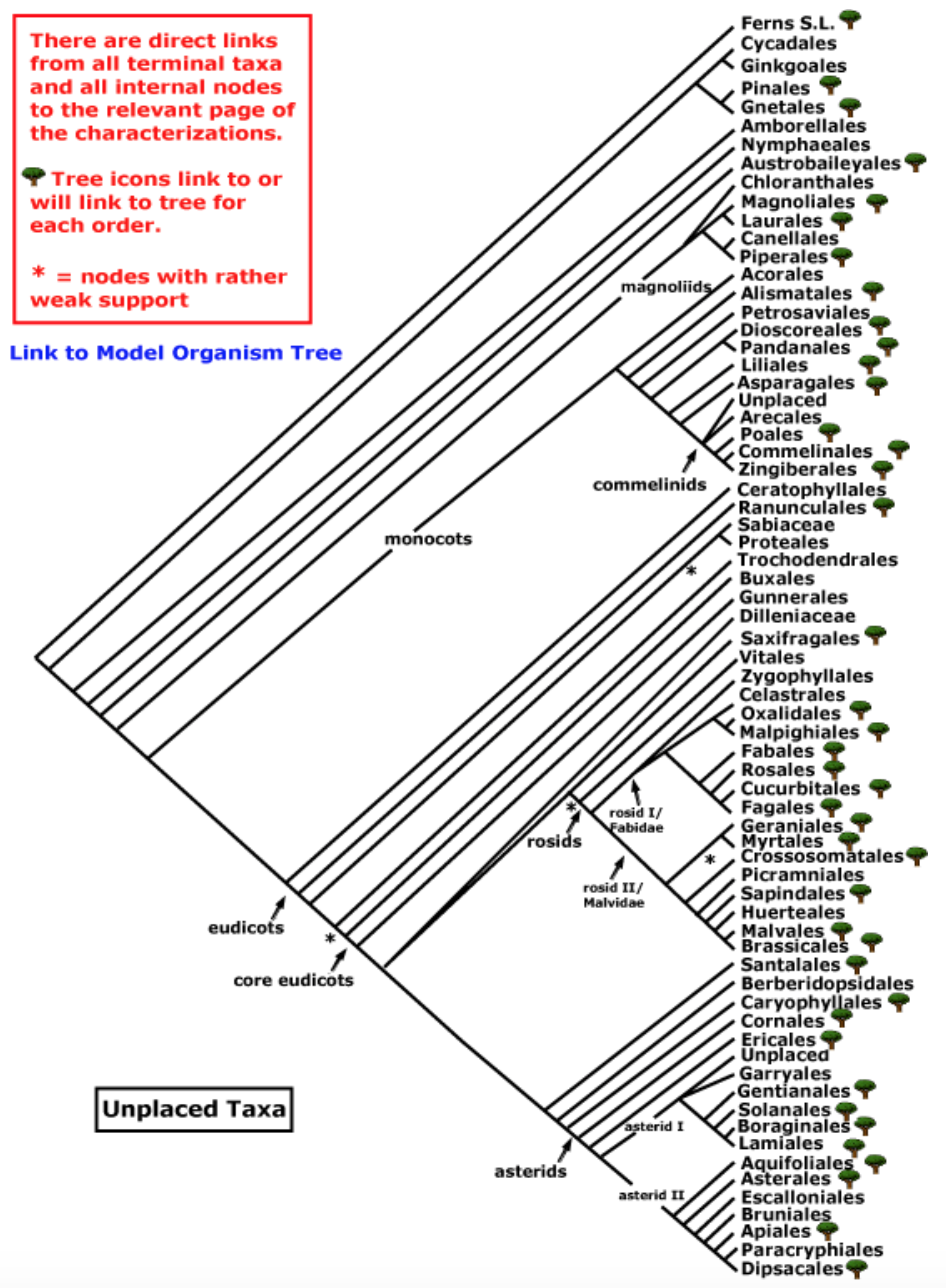 There are direct links
from all terminal taxa
and all internal nodes
to the relevant page of
the characterizations.
Tree icons link to or
will link to tree for
each order.
* = nodes with rather
weak support
Link to Model Organism Tree
Ferns S.L.
Cycadales
Ginkgoales
Pinales
Gnetales
Amborellales
Nymphaeales
Austrobaileyales
Chloranthales
Magnoliales
Laurales
Canellales
Piperales
magnoliids
Acorales
Alismatales
Petrosaviales
Dioscoreales
Pandanales
Liliales
Asparagales
Unplaced
Arecales
Poales
Commelinales
Zingiberales
commelinids
monocots
Ceratophyllales
Ranunculales
Sabiaceae
Proteales
Trochodendrales
*
Buxales
Gunnerales
Dilleniaceae
Saxifragales
Vitales
Zygophyllales
Celastrales
Oxalidales
Malpighiales
Fabales
Rosales
Cucurbitales
Fagales
*
rosid I/
Fabidae
rosids
Geraniales
Myrtales
Crossosomatales
*
Picramniales
Sapindales
Huerteales
Malvales
Brassicales
rosid II/
Malvidae
eudicots
*
core eudicots
Santalales
Berberidopsidales
Caryophyllales
Cornales
Ericales
Unplaced
Garryales
Gentianales
Solanales
Boraginales
Lamiales
Unplaced Taxa
asterid I
asterids
asterid II
Aquifoliales
Asterales
Escalloniales
Bruniales
Apiales
Paracryphiales
Dipsacales